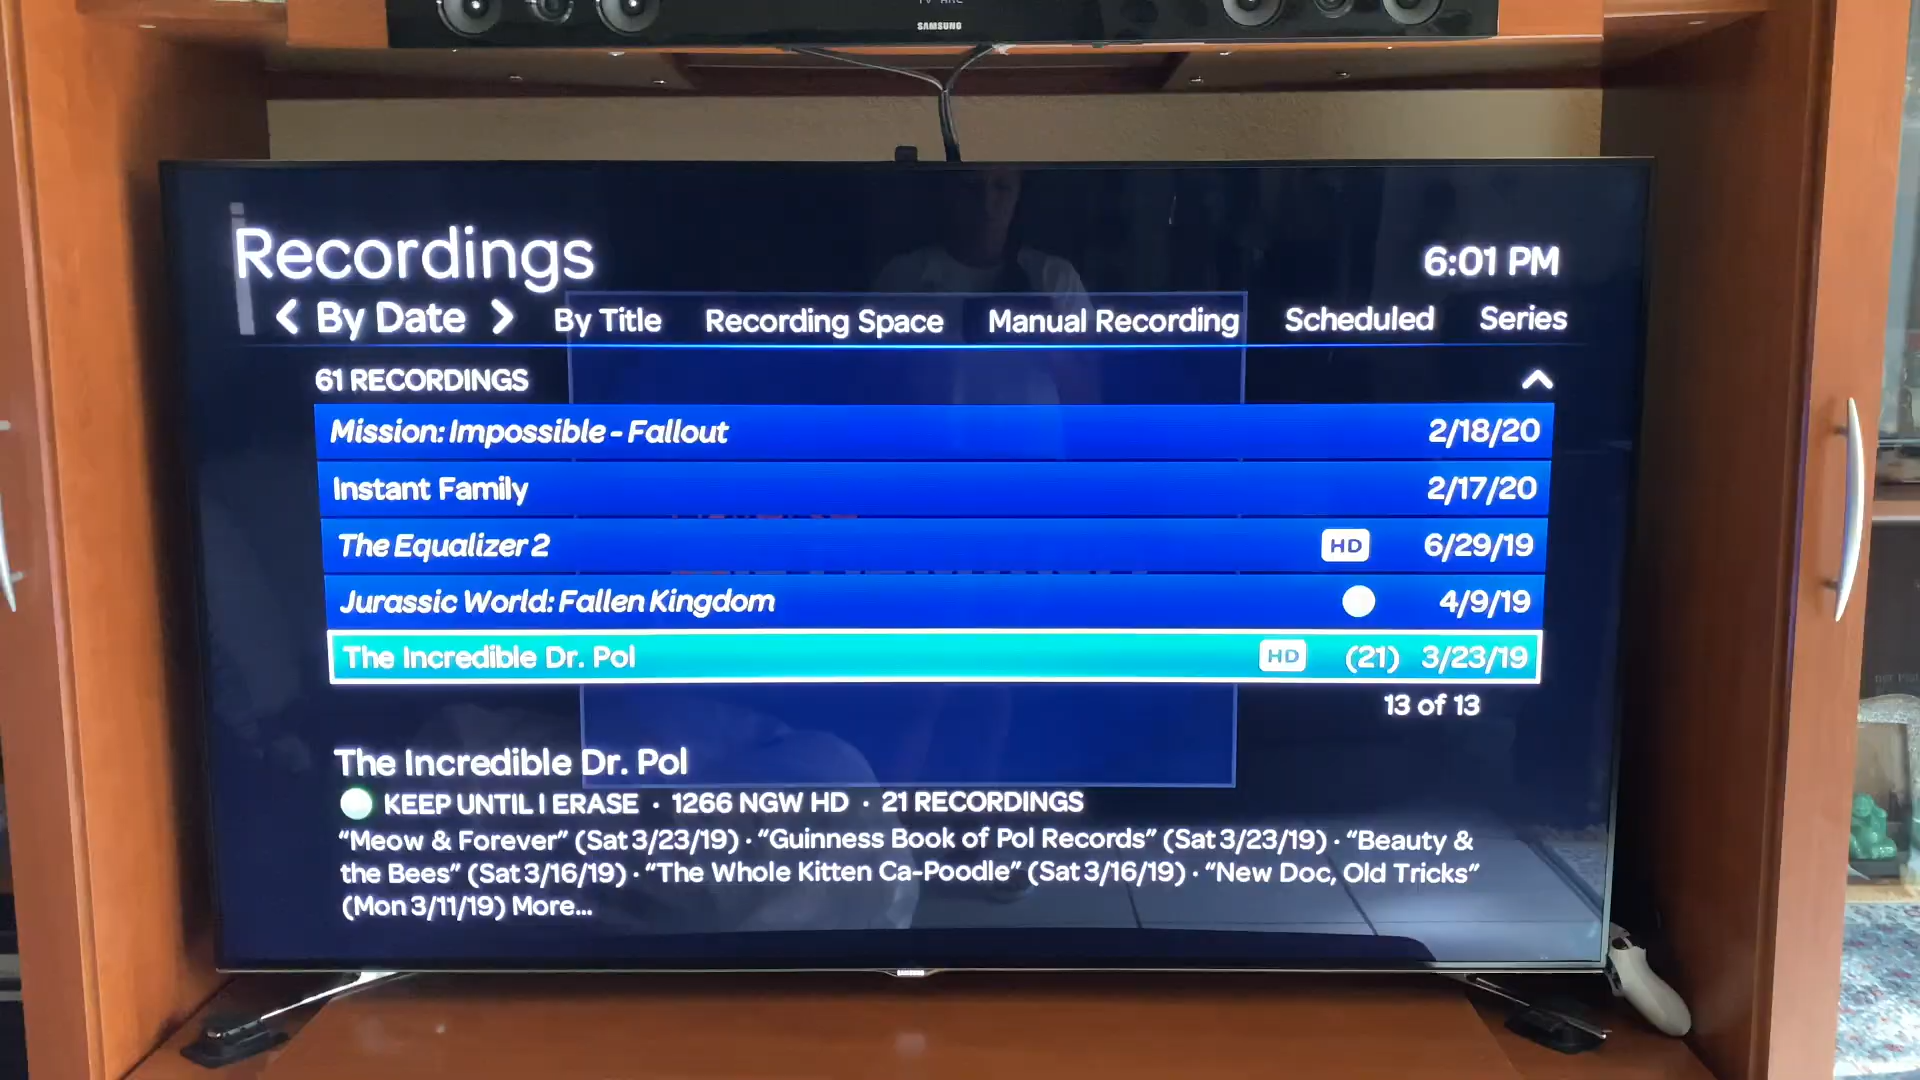 SAMSUNG
Recordings
6:01 PM
By Date By Title Recording Space Manual Recording Scheduled Series
61 RECORDINGS
Mission: Impossible - Fallout 2/18/20
Instant Family 2/17/20
The Equalizer 2 HD 6/29/19
Jurassic World: Fallen Kingdom 4/9/19
The Incredible Dr. Pol HD (21) 3/23/19
13 of 13
The Incredible Dr. Pol
KEEP UNTIL I ERASE · 1266 NGW HD · 21 RECORDINGS
“Meow & Forever” (Sat 3/23/19) · “Guinness Book of Pol Records” (Sat 3/23/19) · “Beauty &
the Bees” (Sat 3/16/19) · “The Whole Kitten Ca-Poodle” (Sat 3/16/19) · “New Doc, Old Tricks”
(Mon 3/11/19) More...
SAMSUNG